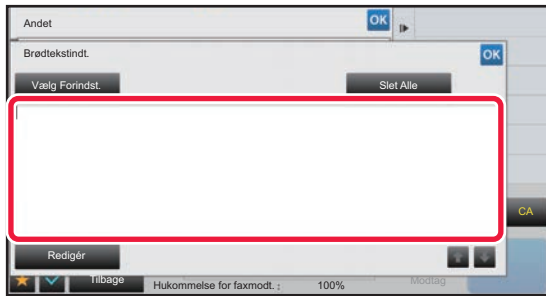 Andet OK
Brødtekstindt. OK
Vælg Forindst. Slet Alle
CA
Redigér
Tilbage Hukommelse for faxmodt. : 100% Modtag